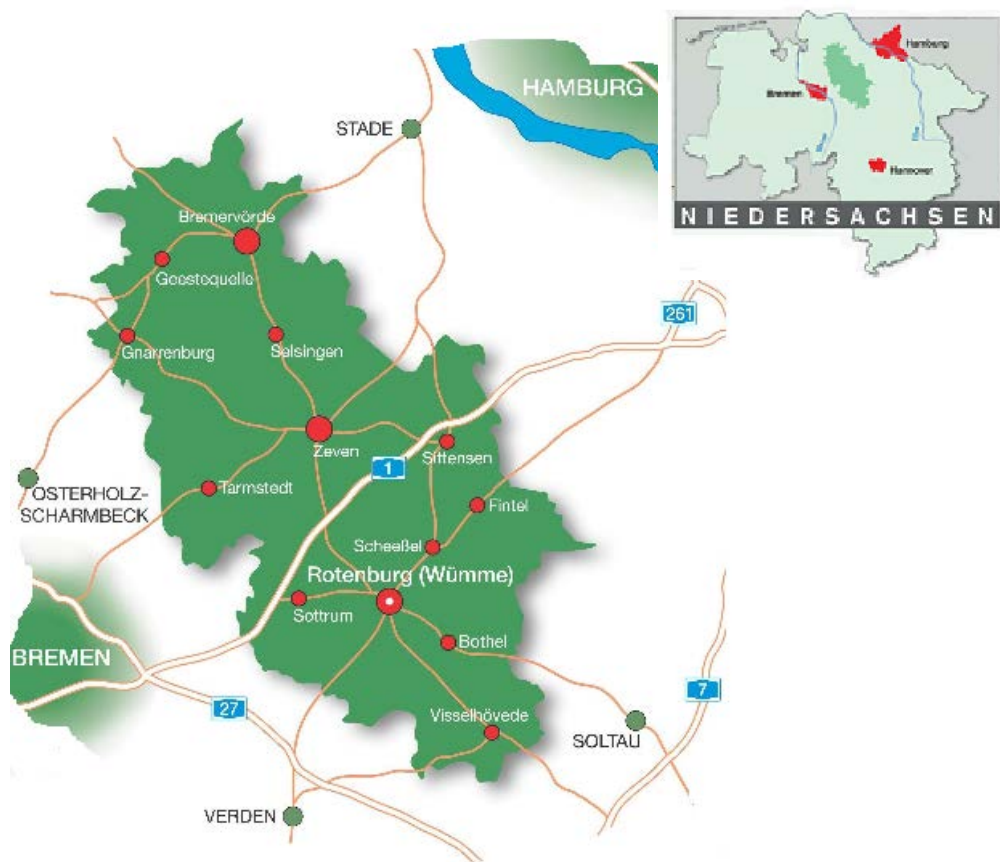 HAMBURG
STADE
Bremervörde
Geestequelle
Gnarrenburg
Selsingen
261
Zeven
1
Sittensen
OSTERHOLZ-
SCHARMBECK
Tarmstedt
Fintel
Scheeßel
Rotenburg (Wümme)
Sottrum
Bothel
BREMEN
27
7
Visselhövede
SOLTAU
VERDEN
Hamburg
Bremen
Hannover
NIEDERSACHSEN